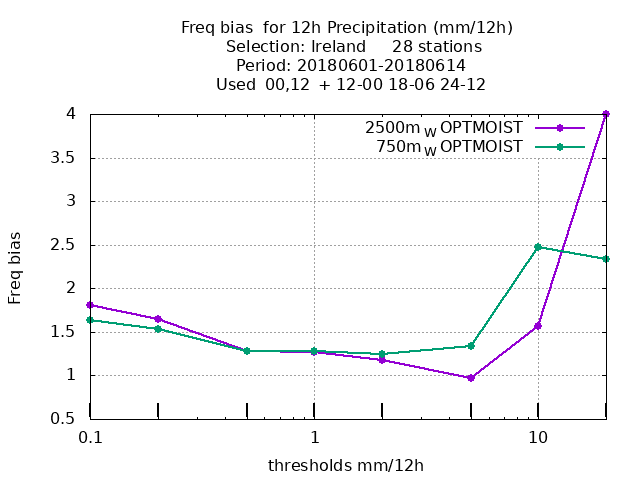 Freq bias  for 12h Precipitation (mm/12h)
Selection: Ireland     28 stations
Period: 20180601-20180614
Used  00,12  + 12-00 18-06 24-12
2500m_W OPTMOIST
750m_W OPTMOIST
4
3.5
3
2.5
2
1.5
1
0.5
Freq bias
0.1 1 10
thresholds mm/12h